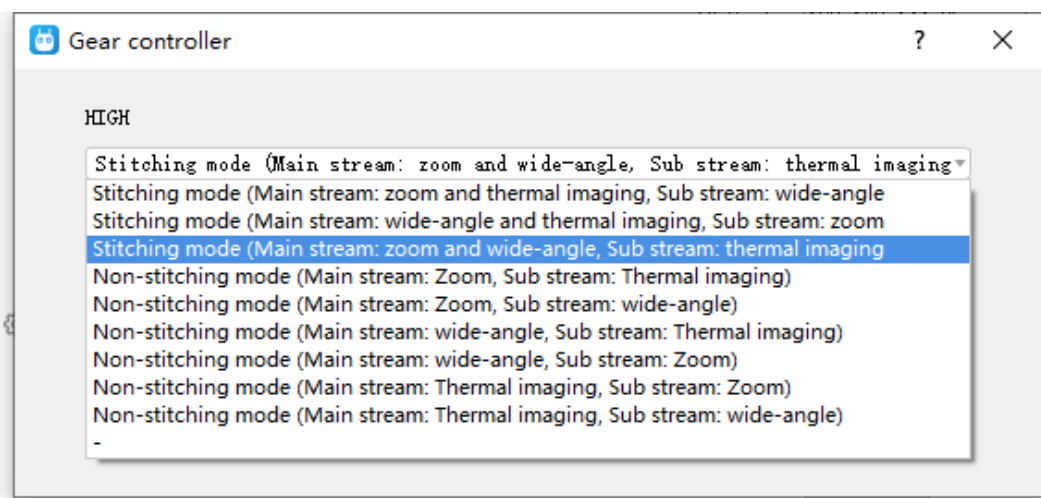 Gear controller
?
HIGH
Stitching mode (Main stream: zoom and wide-angle, Sub stream: thermal imaging
Stitching mode (Main stream: zoom and thermal imaging, Sub stream: wide-angle
Stitching mode (Main stream: wide-angle and thermal imaging, Sub stream: zoom
Stitching mode (Main stream: zoom and wide-angle, Sub stream: thermal imaging
Non-stitching mode (Main stream: Zoom, Sub stream: Thermal imaging)
Non-stitching mode (Main stream: Zoom, Sub stream: wide-angle)
Non-stitching mode (Main stream: wide-angle, Sub stream: Thermal imaging)
Non-stitching mode (Main stream: wide-angle, Sub stream: Zoom)
Non-stitching mode (Main stream: Thermal imaging, Sub stream: Zoom)
Non-stitching mode (Main stream: Thermal imaging, Sub stream: wide-angle)
-